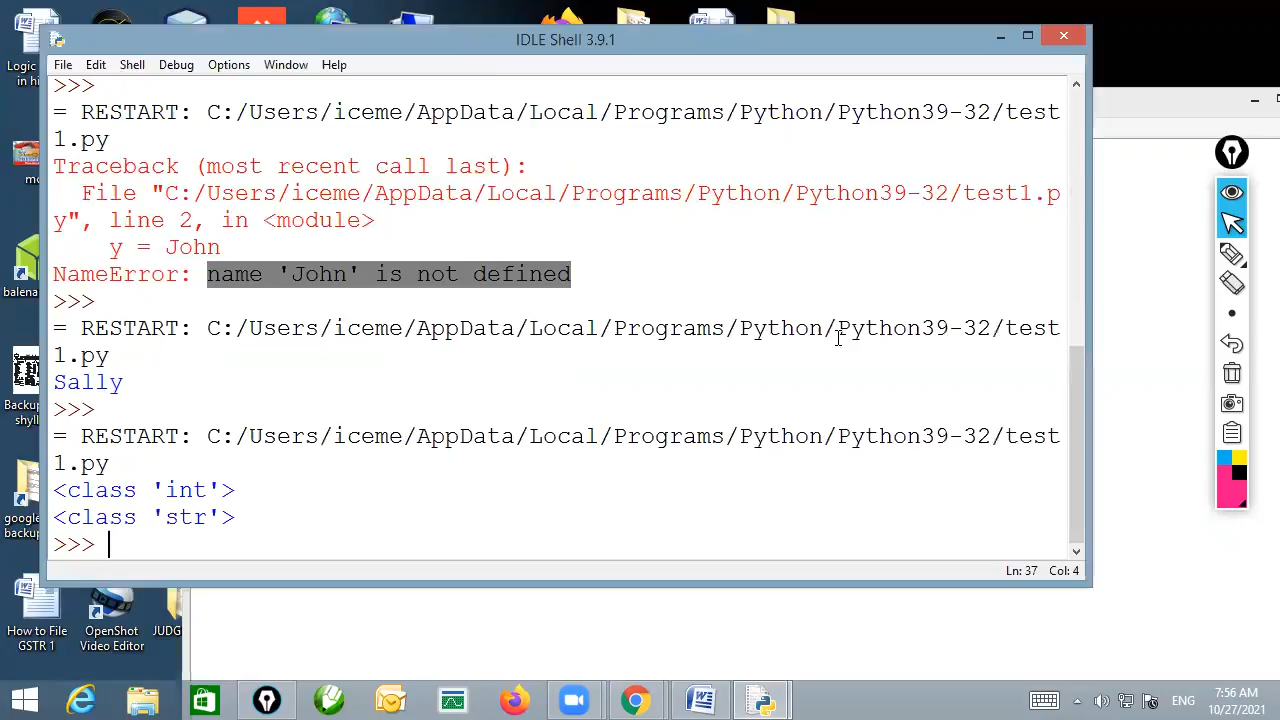 Logic
in hi
mo
balena
Backup
shyll
google
backup
How to File
GSTR 1
OpenShot
Video Editor
JUDG
IDLE Shell 3.9.1
File Edit Shell Debug Options Window Help
>>>
= RESTART: C:/Users/iceme/AppData/Local/Programs/Python/Python39-32/test
1.py
Traceback (most recent call last):
File "C:/Users/iceme/AppData/Local/Programs/Python/Python39-32/test1.p
y", line 2, in <module>
y = John
NameError: name 'John' is not defined
>>>
= RESTART: C:/Users/iceme/AppData/Local/Programs/Python/Python39-32/test
1.py
Sally
>>>
= RESTART: C:/Users/iceme/AppData/Local/Programs/Python/Python39-32/test
1.py
<class 'int'>
<class 'str'>
>>>
Ln: 37 Col: 4
ENG
7:56 AM
10/27/2021